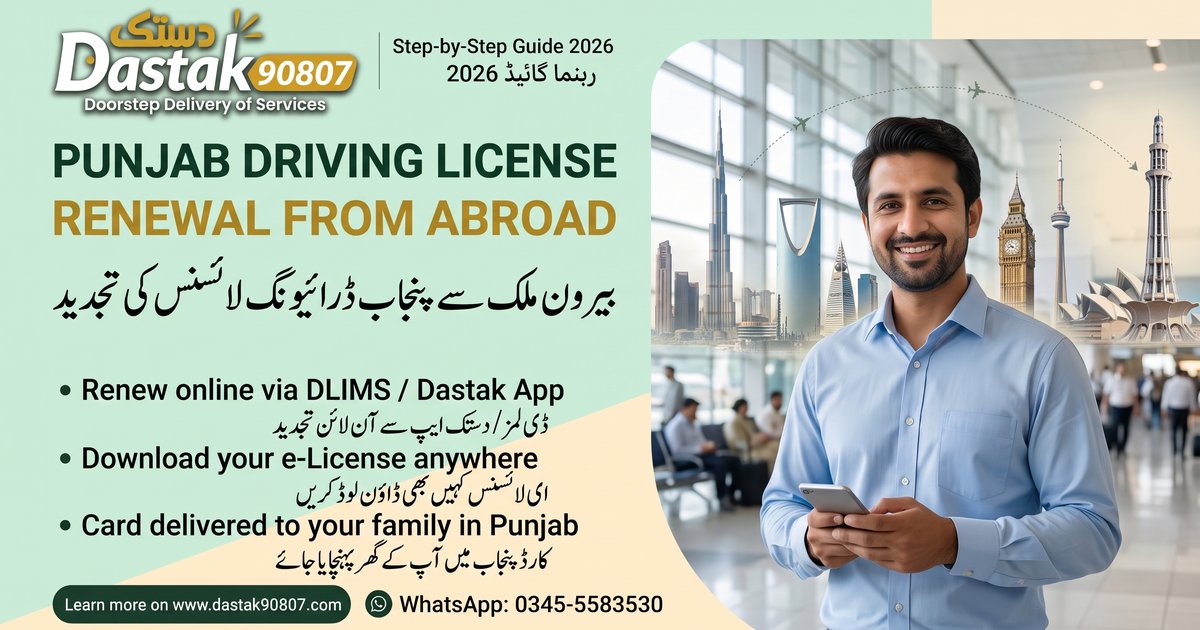 دستک
Dastak 90807
Doorstep Delivery of Services
Step-by-Step Guide 2026
رہنما گائیڈ 2026
PUNJAB DRIVING LICENSE
RENEWAL FROM ABROAD
بیرون ملک سے پنجاب ڈرائیونگ لائسنس کی تجدید
• Renew online via DLIMS / Dastak App
ڈی لمز / دستک ایپ سے آن لائن تجدید
• Download your e-License anywhere
ای لائسنس کہیں بھی ڈاؤن لوڈ کریں
• Card delivered to your family in Punjab
کارڈ پنجاب میں آپ کے گھر پہنچایا جائے
Learn more on www.dastak90807.com
WhatsApp: 0345-5583530